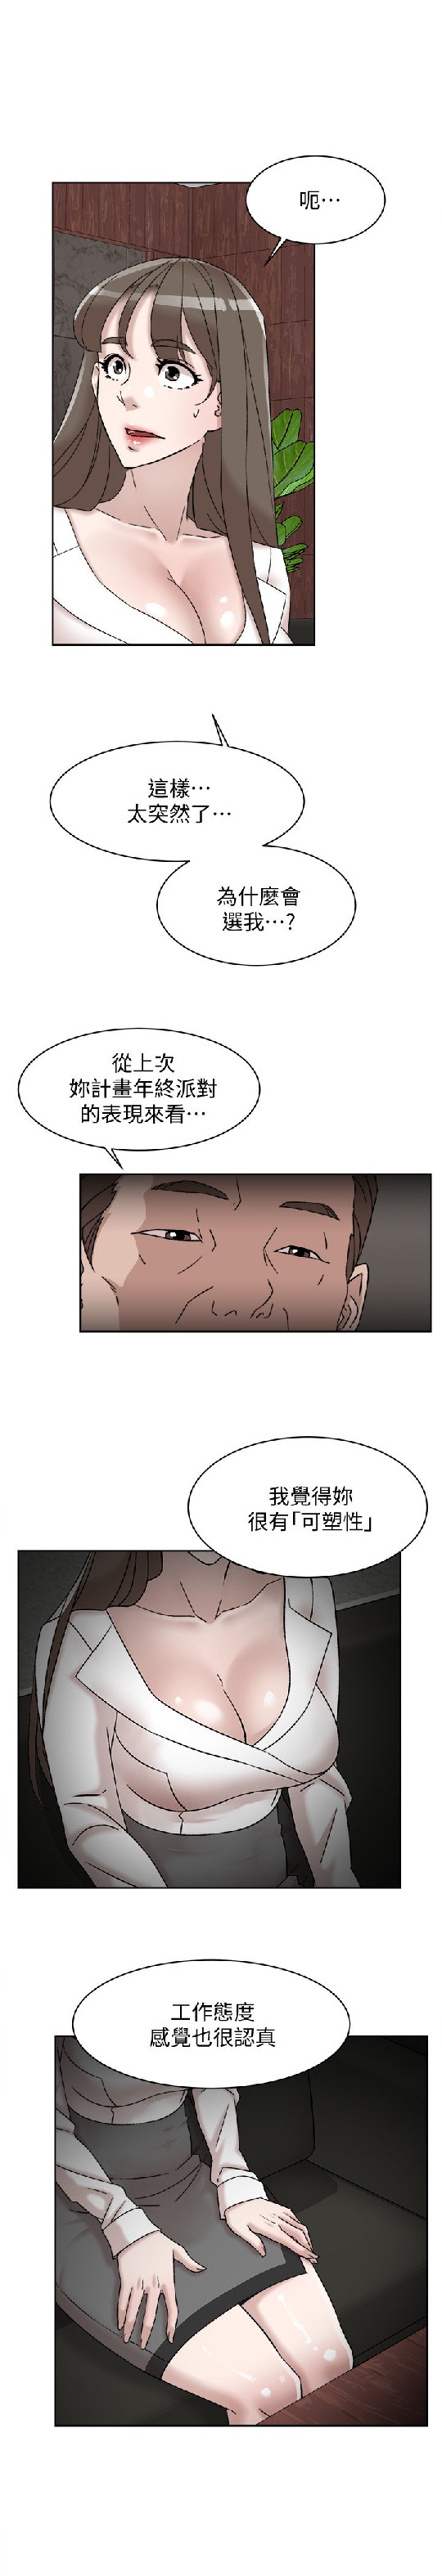 呃⋯
這樣⋯
太突然了⋯
為什麼會
選我⋯?
從上次
妳計畫年終派對
的表現來看⋯
我覺得妳
很有「可塑性」
工作態度
感覺也很認真